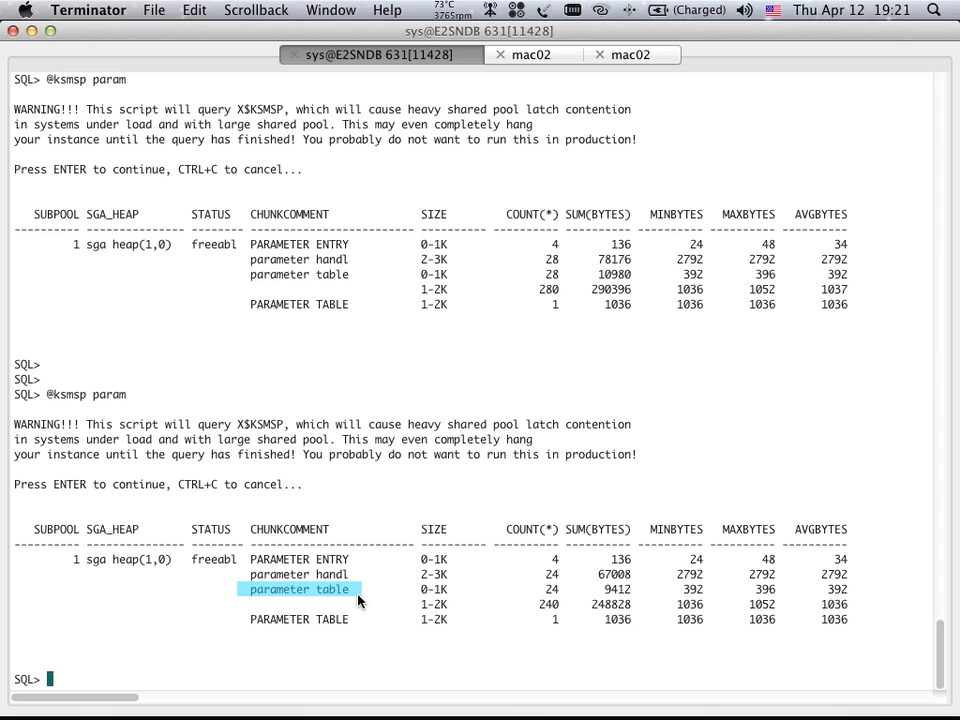 Terminator File Edit Scrollback Window Help 73°C 3765rpm (Charged) Thu Apr 12 19:21
sys@E2SNDB 631[11428]
sys@E2SNDB 631[11428] mac02 mac02
SQL> @ksmsp param
WARNING!!! This script will query X$KSMSP, which will cause heavy shared pool latch contention
in systems under load and with large shared pool. This may even completely hang
your instance until the query has finished! You probably do not want to run this in production!
Press ENTER to continue, CTRL+C to cancel...
SUBPOOL SGA_HEAP STATUS CHUNKCOMMENT SIZE COUNT(*) SUM(BYTES) MINBYTES MAXBYTES AVGBYTES
---------- ------------- -------- -------------------- ---------- ---------- ---------- ---------- ---------- ----------
1 sga heap(1,0) freeabl PARAMETER ENTRY 0-1K 4 136 24 48 34
parameter handl 2-3K 28 78176 2792 2792 2792
parameter table 0-1K 28 10980 392 396 392
1-2K 280 290396 1036 1052 1037
PARAMETER TABLE 1-2K 1 1036 1036 1036 1036
SQL>
SQL>
SQL> @ksmsp param
WARNING!!! This script will query X$KSMSP, which will cause heavy shared pool latch contention
in systems under load and with large shared pool. This may even completely hang
your instance until the query has finished! You probably do not want to run this in production!
Press ENTER to continue, CTRL+C to cancel...
SUBPOOL SGA_HEAP STATUS CHUNKCOMMENT SIZE COUNT(*) SUM(BYTES) MINBYTES MAXBYTES AVGBYTES
---------- ------------- -------- -------------------- ---------- ---------- ---------- ---------- ---------- ----------
1 sga heap(1,0) freeabl PARAMETER ENTRY 0-1K 4 136 24 48 34
parameter handl 2-3K 24 67008 2792 2792 2792
parameter table 0-1K 24 9412 392 396 392
1-2K 240 248828 1036 1052 1036
PARAMETER TABLE 1-2K 1 1036 1036 1036 1036
SQL>